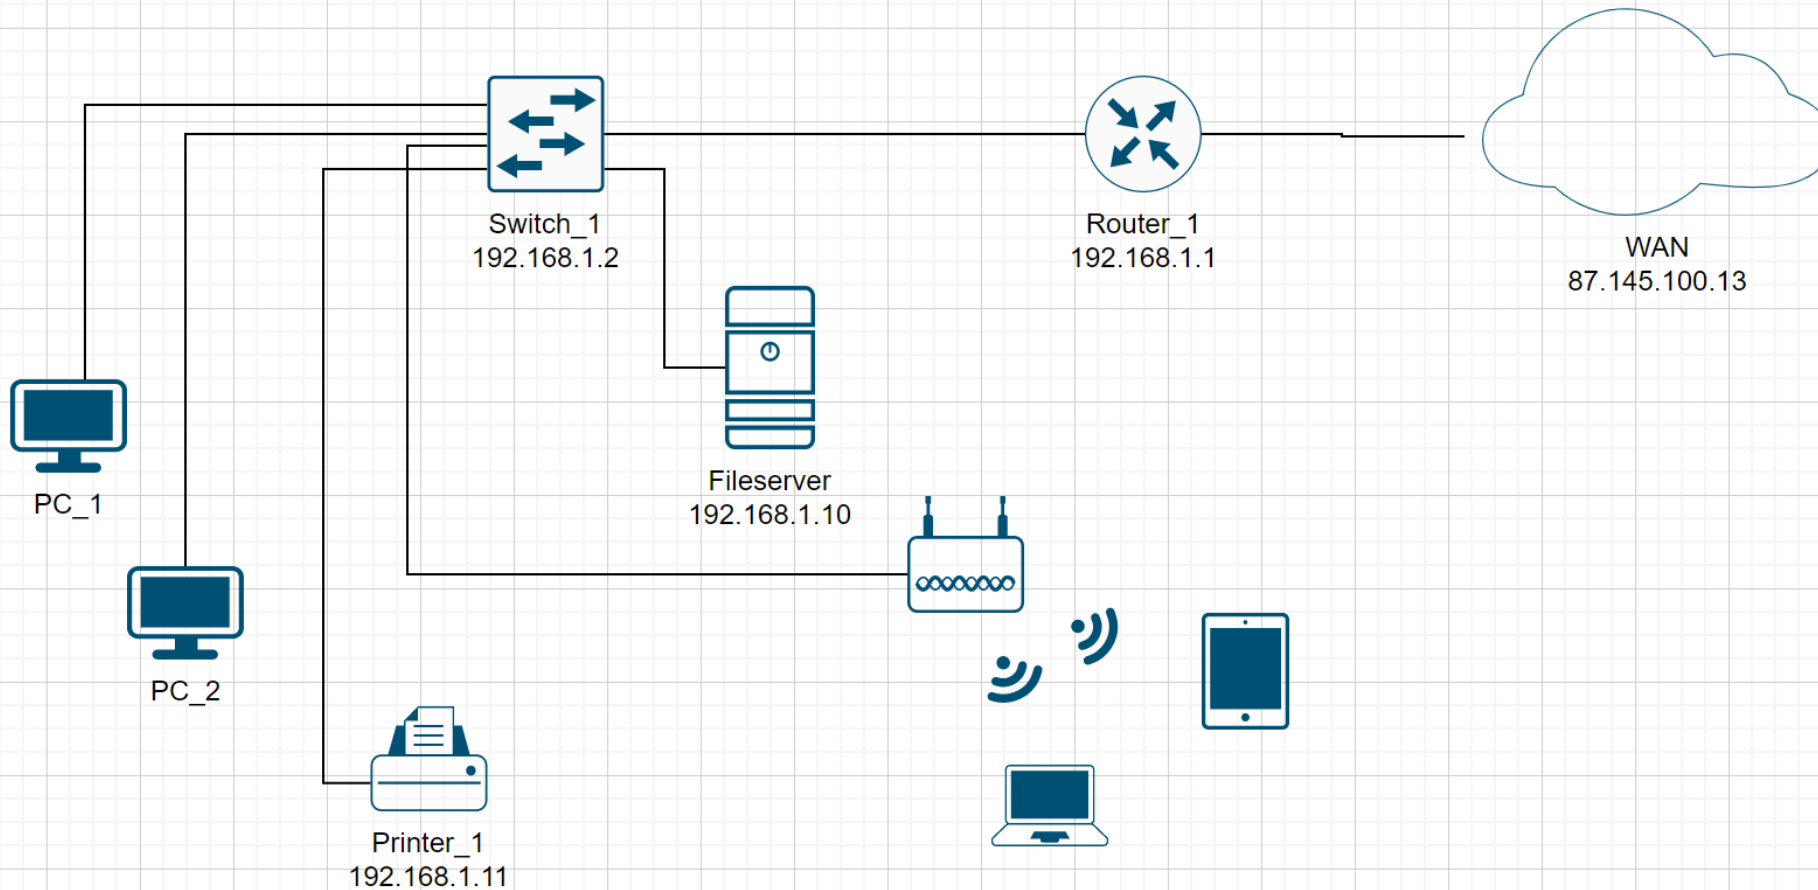 Switch_1
192.168.1.2
Router_1
192.168.1.1
WAN
87.145.100.13
Fileserver
192.168.1.10
PC_1
PC_2
Printer_1
192.168.1.11